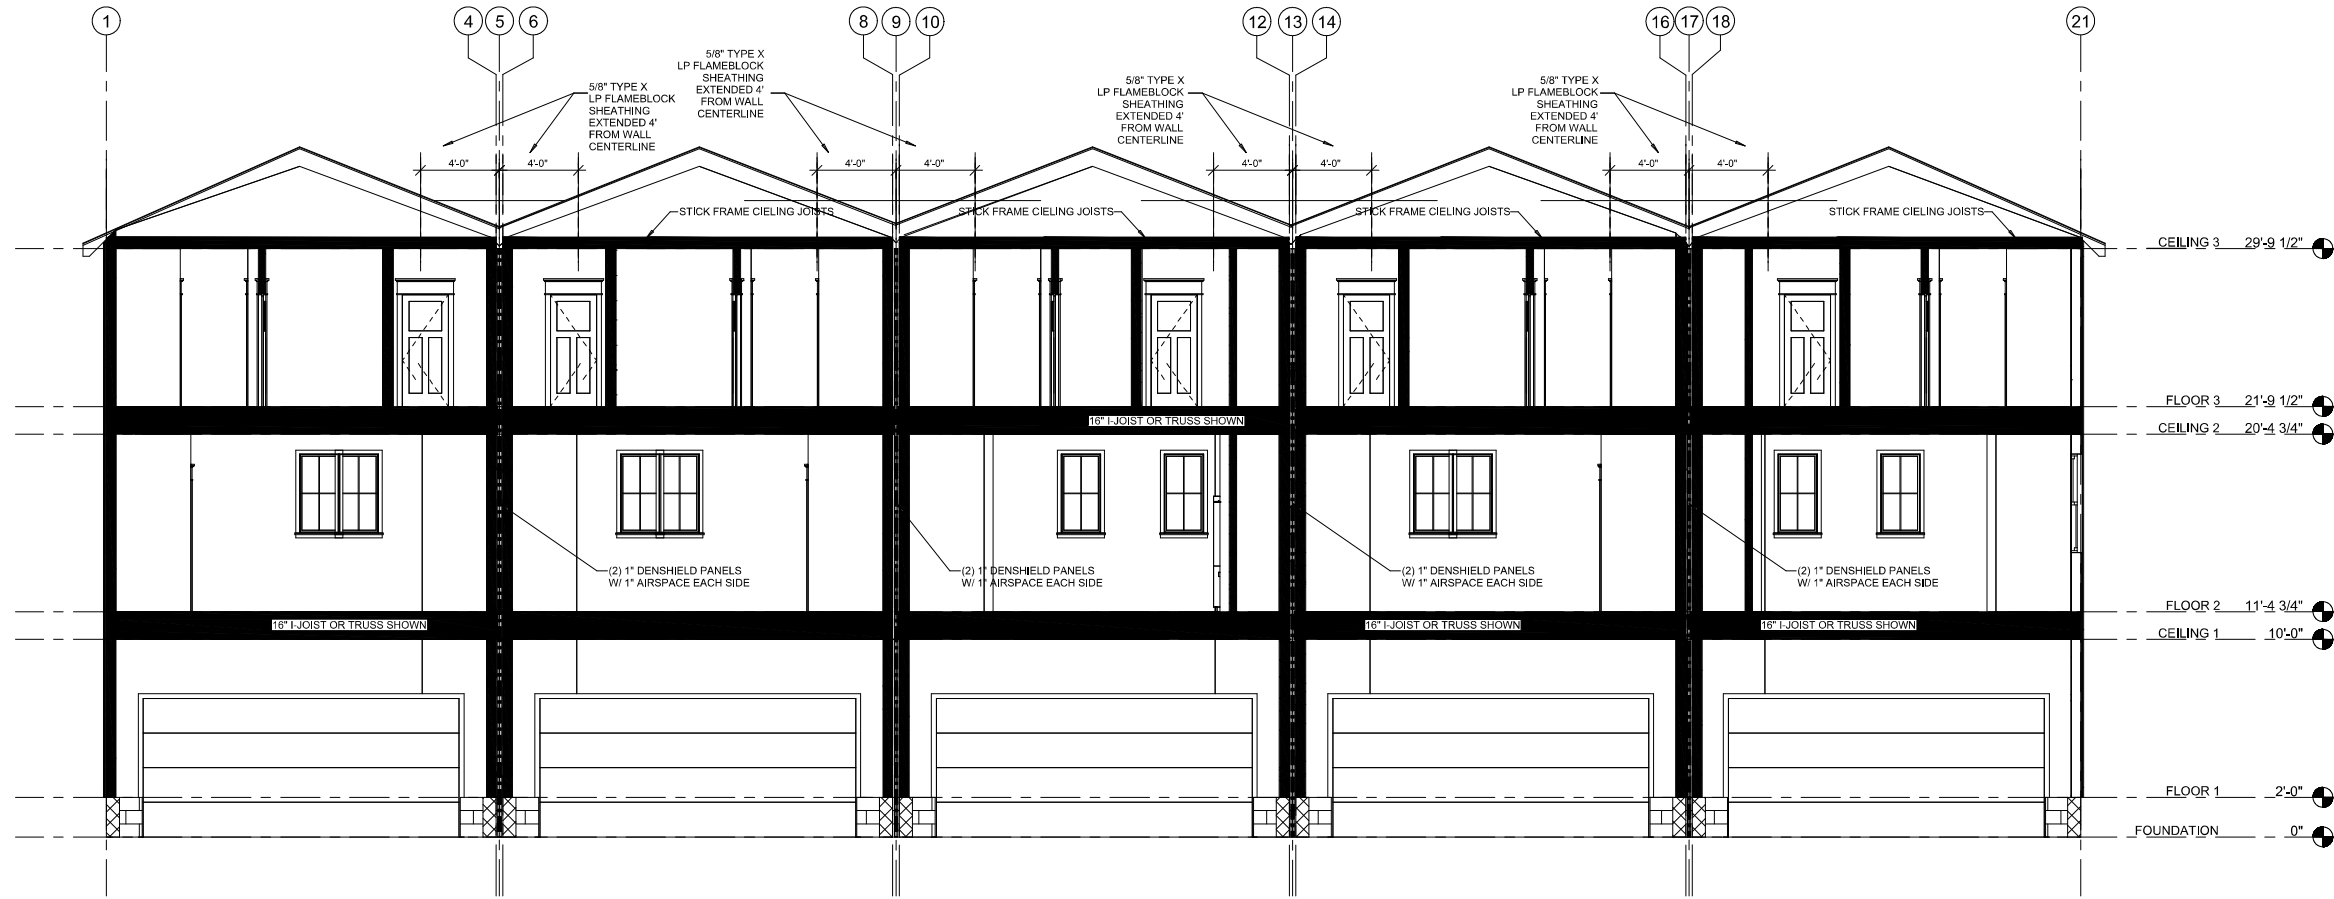 1
4
5
6
8
9
10
12
13
14
16
17
18
21
5/8" TYPE X
LP FLAMEBLOCK
SHEATHING
EXTENDED 4'
FROM WALL
CENTERLINE
5/8" TYPE X
LP FLAMEBLOCK
SHEATHING
EXTENDED 4'
FROM WALL
CENTERLINE
5/8" TYPE X
LP FLAMEBLOCK
SHEATHING
EXTENDED 4'
FROM WALL
CENTERLINE
5/8" TYPE X
LP FLAMEBLOCK
SHEATHING
EXTENDED 4'
FROM WALL
CENTERLINE
4'-0"
4'-0"
4'-0"
4'-0"
4'-0"
4'-0"
4'-0"
4'-0"
STICK FRAME CIELING JOISTS
STICK FRAME CIELING JOISTS
STICK FRAME CIELING JOISTS
STICK FRAME CIELING JOISTS
CEILING 3 29'-9 1/2"
FLOOR 3 21'-9 1/2"
16" I-JOIST OR TRUSS SHOWN
CEILING 2 20'-4 3/4"
(2) 1" DENSHIELD PANELS
W/ 1" AIRSPACE EACH SIDE
(2) 1" DENSHIELD PANELS
W/ 1" AIRSPACE EACH SIDE
(2) 1" DENSHIELD PANELS
W/ 1" AIRSPACE EACH SIDE
(2) 1" DENSHIELD PANELS
W/ 1" AIRSPACE EACH SIDE
FLOOR 2 11'-4 3/4"
16" I-JOIST OR TRUSS SHOWN
16" I-JOIST OR TRUSS SHOWN
16" I-JOIST OR TRUSS SHOWN
CEILING 1 10'-0"
FLOOR 1 2'-0"
FOUNDATION 0"